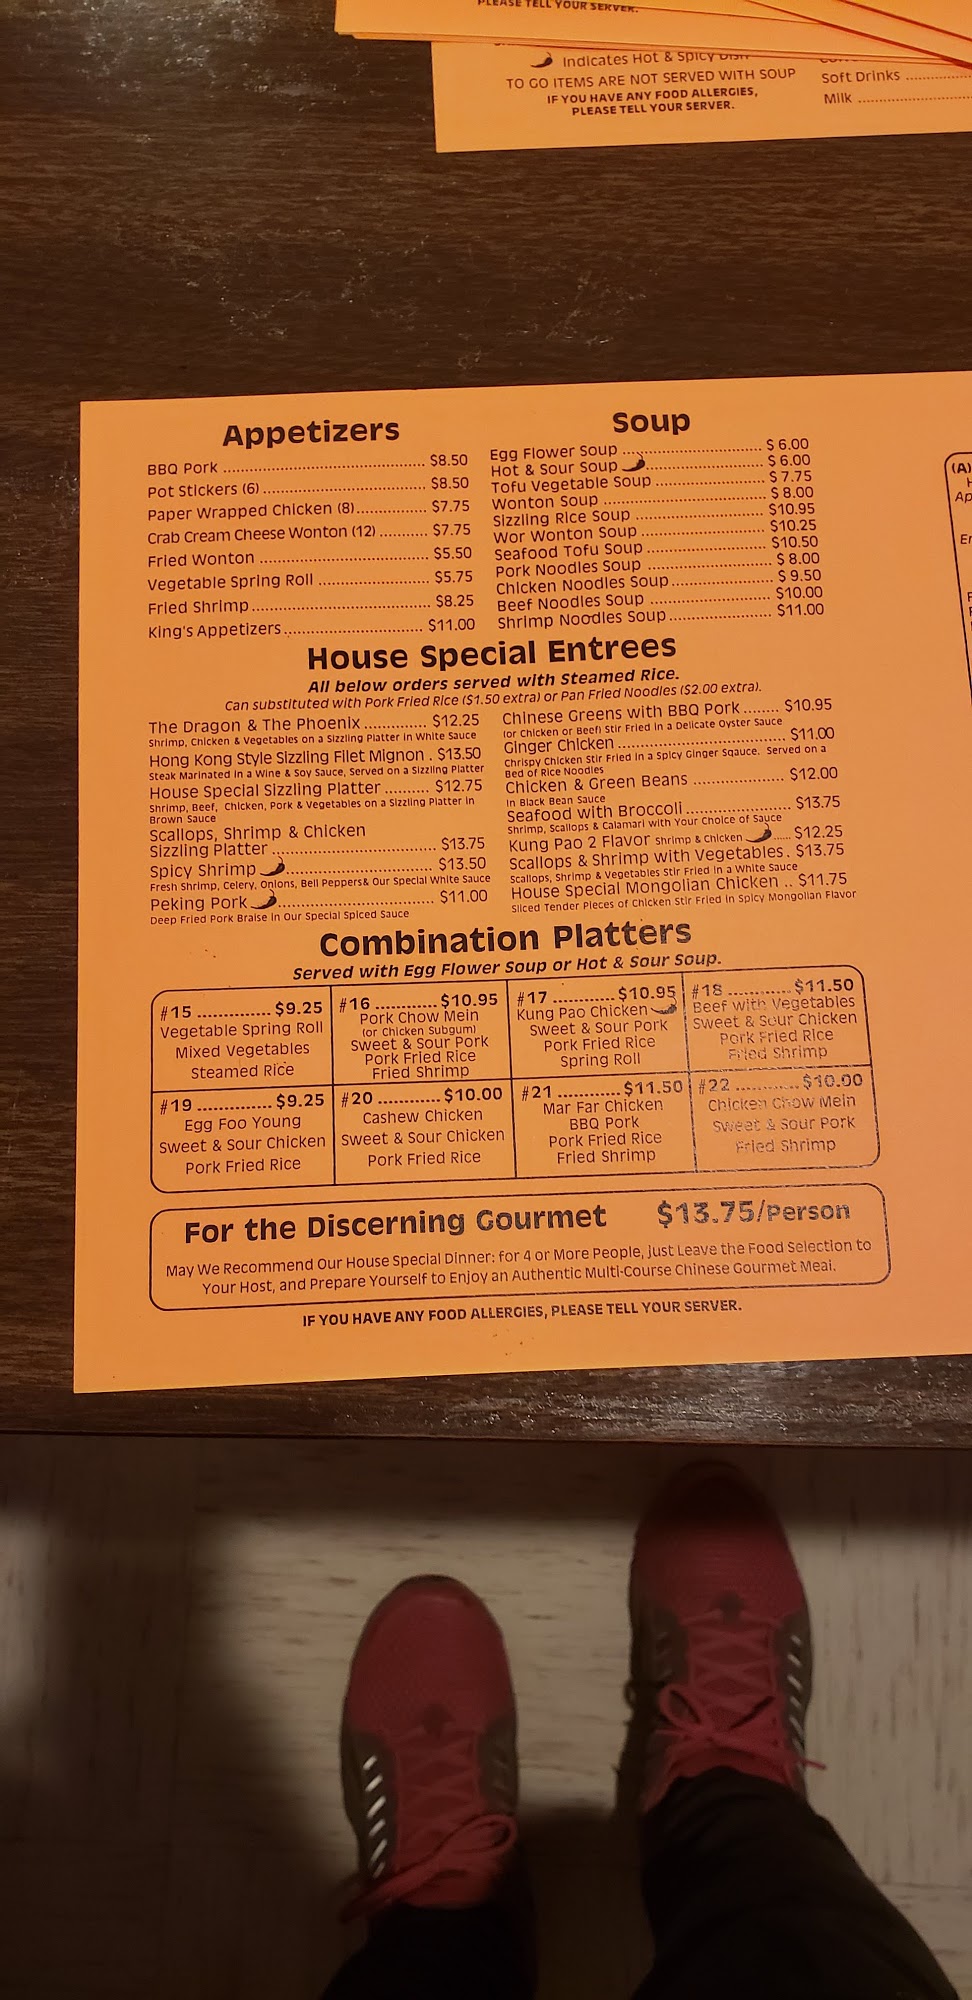 PLEASE TELL YOUR SERVER.
Indicates Hot & Spicy Dish
TO GO ITEMS ARE NOT SERVED WITH SOUP
IF YOU HAVE ANY FOOD ALLERGIES,
PLEASE TELL YOUR SERVER.
Soft Drinks
Milk
Appetizers
BBQ Pork $8.50
Pot Stickers (6) $8.50
Paper Wrapped Chicken (8) $7.75
Crab Cream Cheese Wonton (12) $7.75
Fried Wonton $5.50
Vegetable Spring Roll $5.75
Fried Shrimp $8.25
King's Appetizers $11.00
Soup
Egg Flower Soup $6.00
Hot & Sour Soup $6.00
Tofu Vegetable Soup $7.75
Wonton Soup $8.00
Sizzling Rice Soup $10.95
Wor Wonton Soup $10.25
Seafood Tofu Soup $10.50
Pork Noodles Soup $8.00
Chicken Noodles Soup $9.50
Beef Noodles Soup $10.00
Shrimp Noodles Soup $11.00
House Special Entrees
All below orders served with Steamed Rice.
Can substituted with Pork Fried Rice ($1.50 extra) or Pan Fried Noodles ($2.00 extra).
The Dragon & The Phoenix $12.25
Shrimp, Chicken & Vegetables on a Sizzling Platter in White Sauce
Hong Kong Style Sizzling Filet Mignon . $13.50
Steak Marinated in a Wine & Soy Sauce, Served on a Sizzling Platter
House Special Sizzling Platter $12.75
Shrimp, Beef, Chicken, Pork & Vegetables on a Sizzling Platter in
Brown Sauce
Scallops, Shrimp & Chicken
Sizzling Platter $13.75
Spicy Shrimp $13.50
Fresh Shrimp, Celery, Onions, Bell Peppers& Our Special White Sauce
Peking Pork $11.00
Deep Fried Pork Braise in Our Special Spiced Sauce
Chinese Greens with BBQ Pork $10.95
(or Chicken or Beef) Stir Fried in a Delicate Oyster Sauce
Ginger Chicken $11.00
Chrispy Chicken Stir Fried in a Spicy Ginger Sqauce. Served on a
Bed of Rice Noodles
Chicken & Green Beans $12.00
In Black Bean Sauce
Seafood with Broccoli $13.75
Shrimp, Scallops & Calamari with Your Choice of Sauce
Kung Pao 2 Flavor Shrimp & Chicken $12.25
Scallops & Shrimp with Vegetables . $13.75
Scallops, Shrimp & Vegetables Stir Fried in a White Sauce
House Special Mongolian Chicken .. $11.75
Sliced Tender Pieces of Chicken Stir Fried in Spicy Mongolian Flavor
Combination Platters
Served with Egg Flower Soup or Hot & Sour Soup.
#15 $9.25
Vegetable Spring Roll
Mixed Vegetables
Steamed Rice
#16 $10.95
Pork Chow Mein
(or Chicken Subgum)
Sweet & Sour Pork
Pork Fried Rice
Fried Shrimp
#17 $10.95
Kung Pao Chicken
Sweet & Sour Pork
Pork Fried Rice
Spring Roll
#18 $11.50
Beef with Vegetables
Sweet & Sour Chicken
Pork Fried Rice
Fried Shrimp
#19 $9.25
Egg Foo Young
Sweet & Sour Chicken
Pork Fried Rice
#20 $10.00
Cashew Chicken
Sweet & Sour Chicken
Pork Fried Rice
#21 $11.50
Mar Far Chicken
BBQ Pork
Pork Fried Rice
Fried Shrimp
#22 $10.00
Chicken Chow Mein
Sweet & Sour Pork
Fried Shrimp
For the Discerning Gourmet $13.75/Person
May We Recommend Our House Special Dinner: for 4 or More People, Just Leave the Food Selection to
Your Host, and Prepare Yourself to Enjoy an Authentic Multi-Course Chinese Gourmet Meal.
IF YOU HAVE ANY FOOD ALLERGIES, PLEASE TELL YOUR SERVER.
(A)